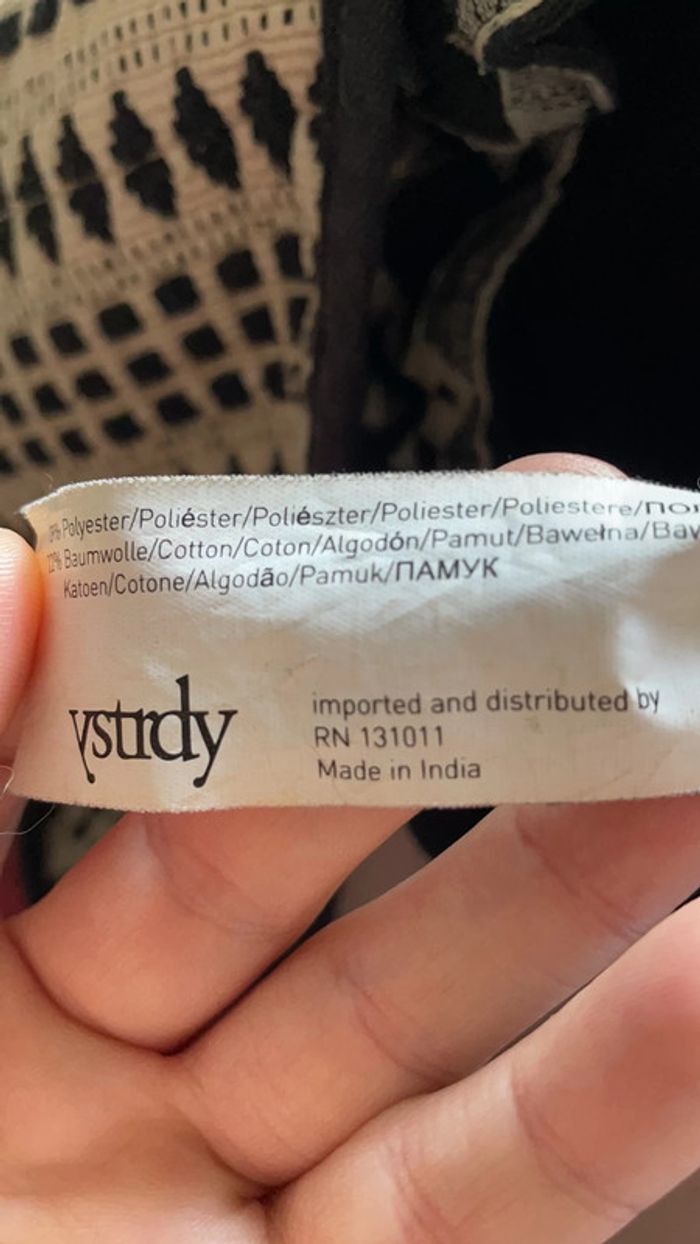 Polyester/Poliéster/Poliészter/Poliester/Poliestere/
Baumwolle/Cotton/Coton/Algodón/Pamut/Bawełna/
Katoen/Cotone/Algodão/Pamuk/ПАМУК
ystrdy
imported and distributed by
RN 131011
Made in India